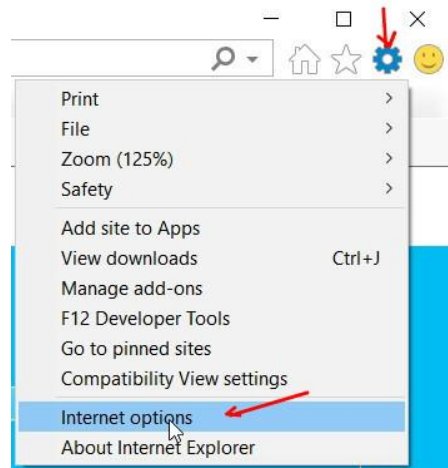 Print
File
Zoom (125%)
Safety
Add site to Apps
View downloads Ctrl+J
Manage add-ons
F12 Developer Tools
Go to pinned sites
Compatibility View settings
Internet options
About Internet Explorer